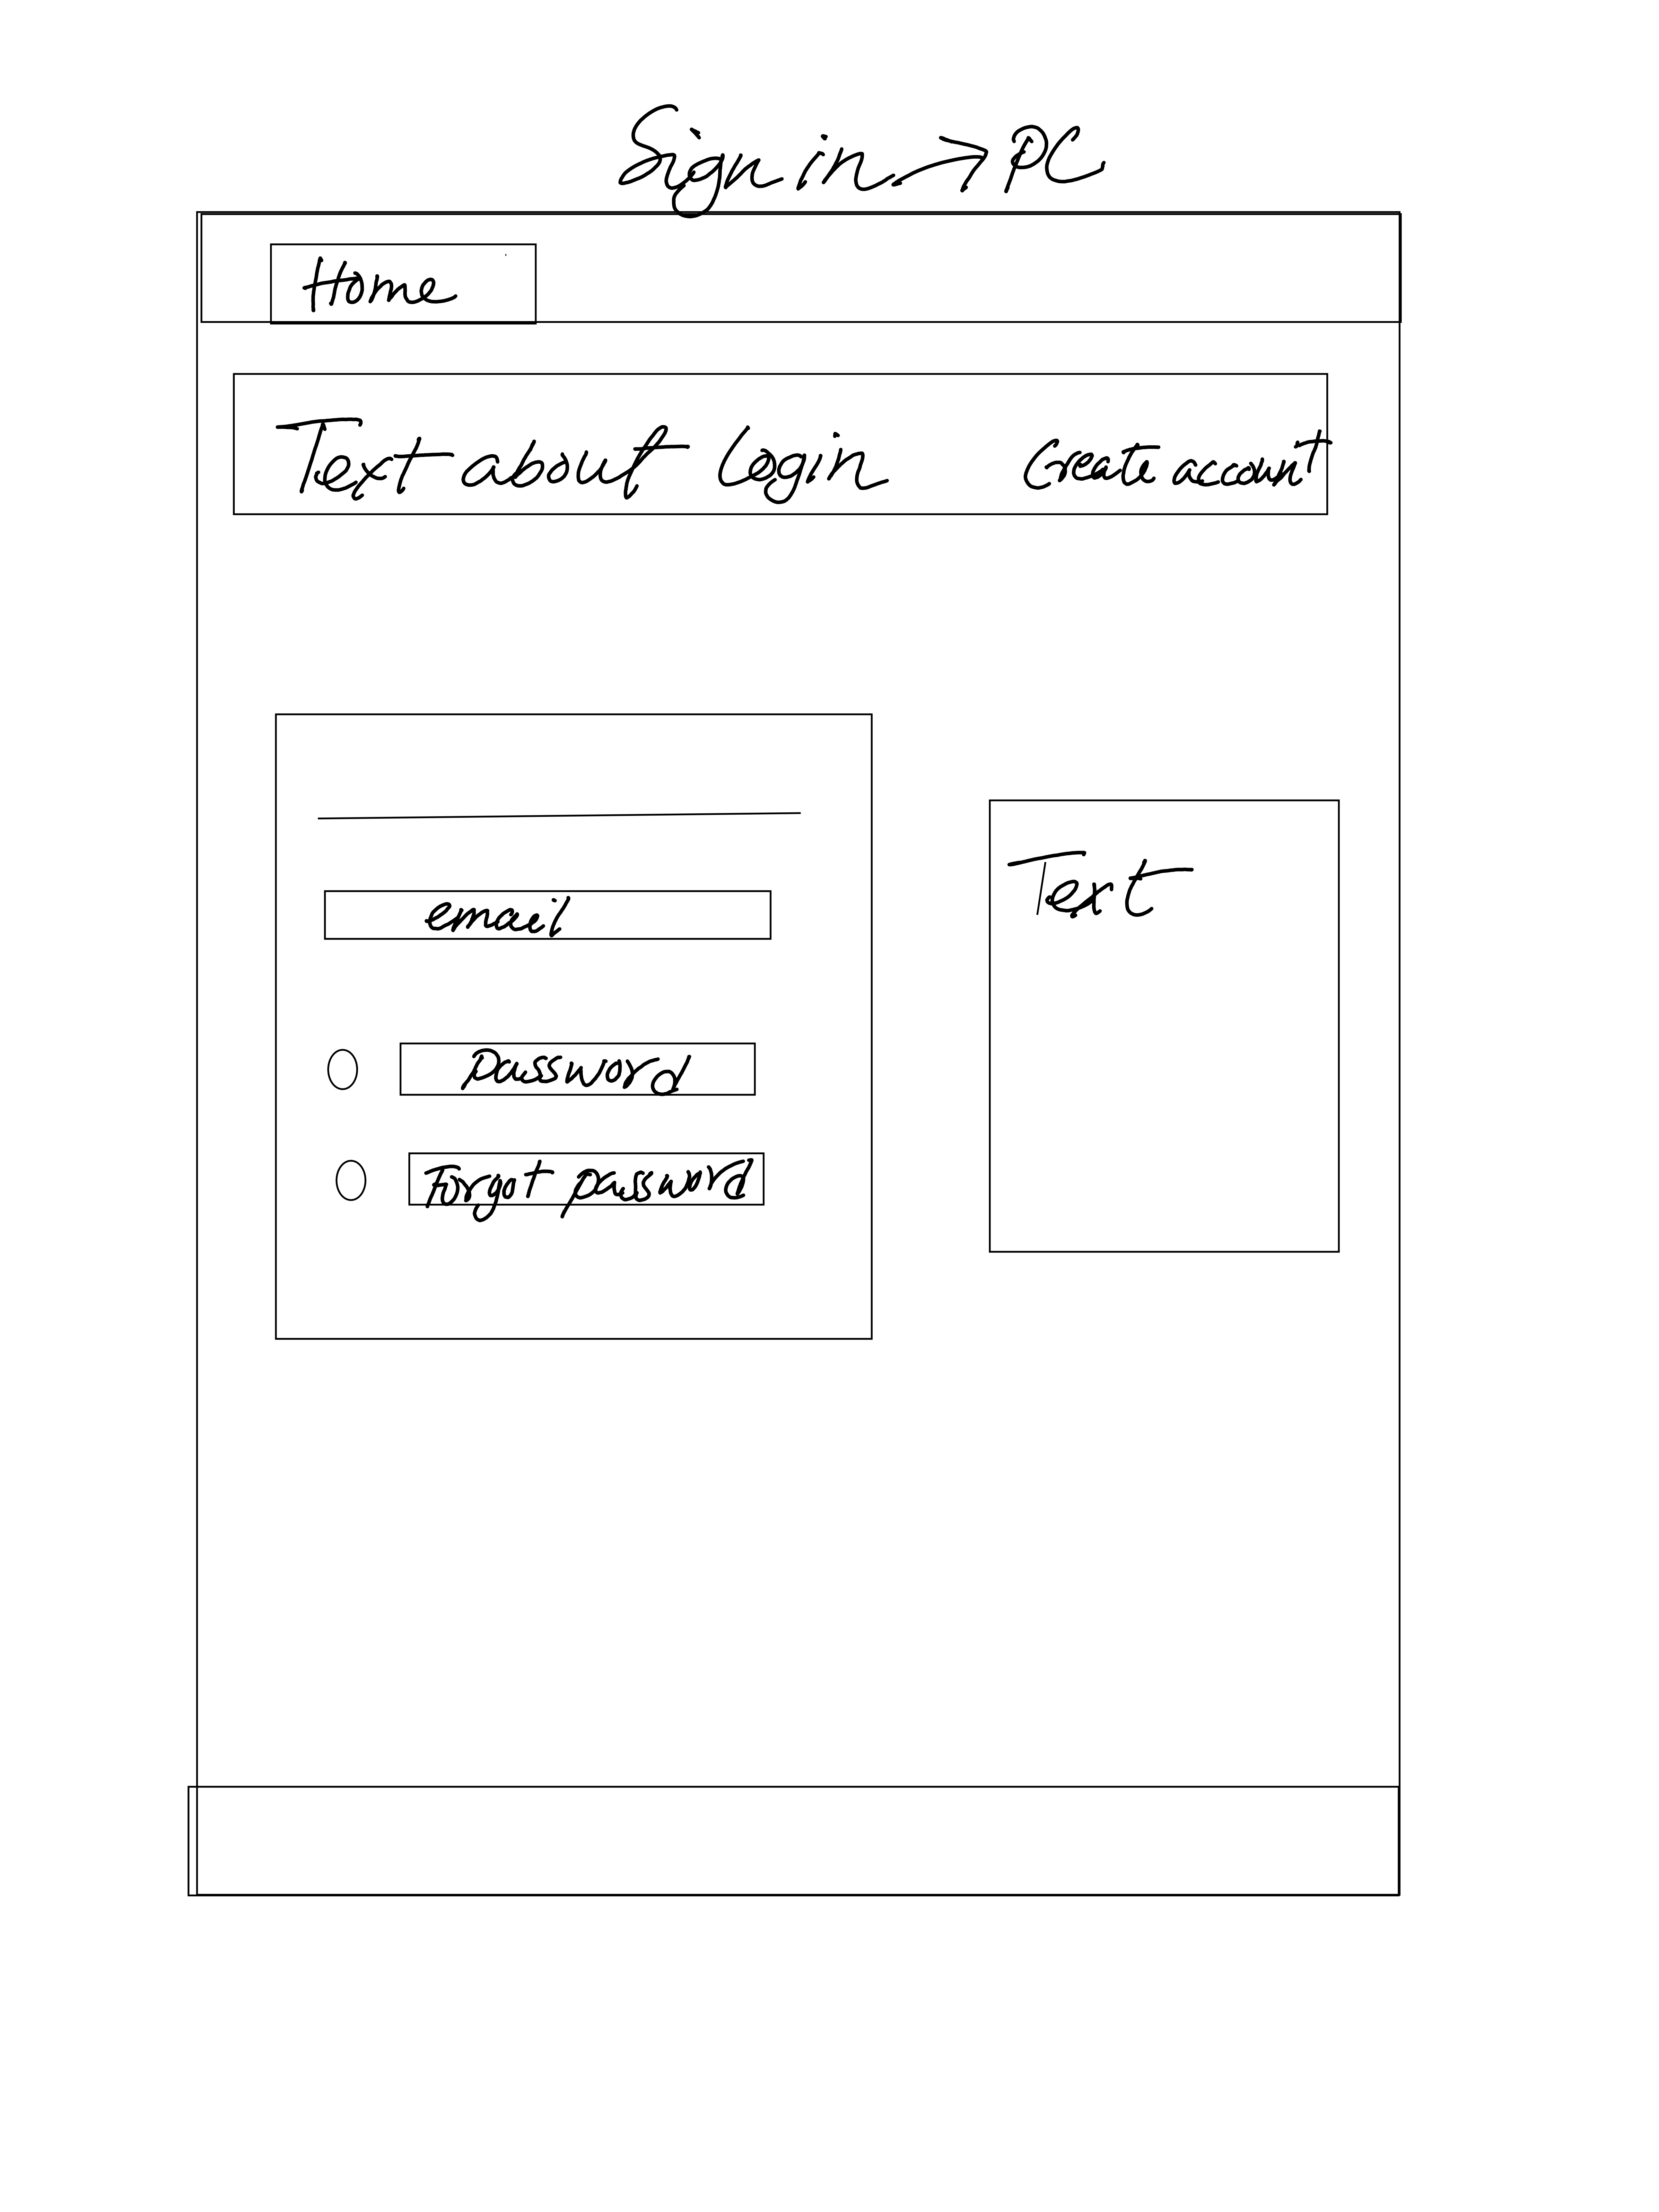 Sign in → PC
Home
Text about login Create account
email
Text
Password
Forgot password